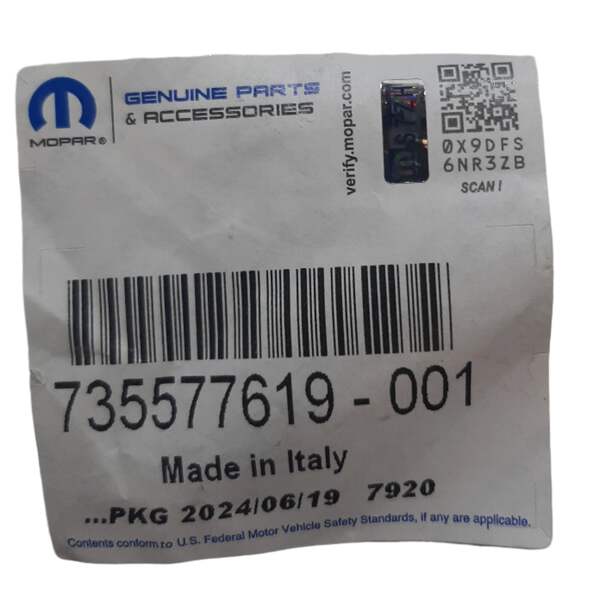 MOPAR®
GENUINE PARTS
& ACCESSORIES
verify.mopar.com
0X9DFS
6NR3ZB
SCAN!
735577619 - 001
Made in Italy
...PKG 2024/06/19 7920
Contents conform to U.S. Federal Motor Vehicle Safety Standards, if any are applicable.